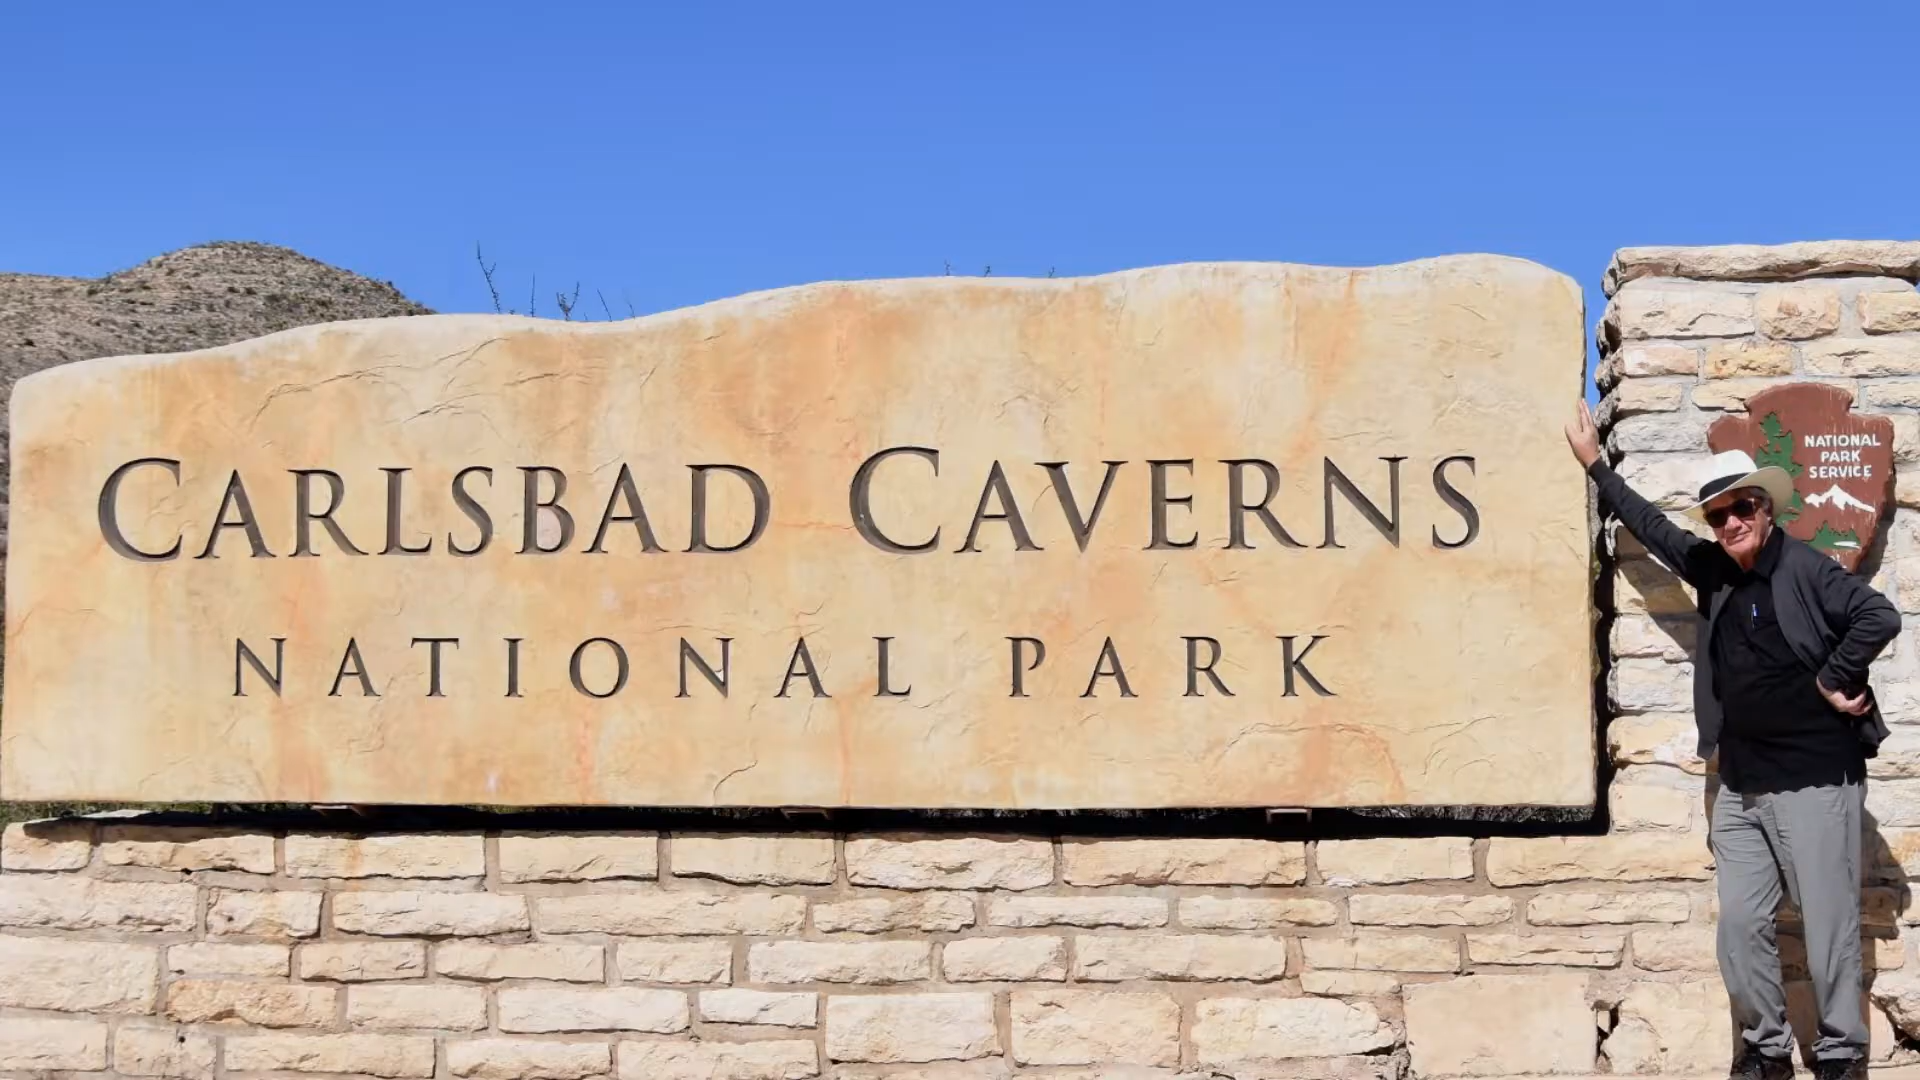 CARLSBAD CAVERNS
NATIONAL PARK
NATIONAL
PARK
SERVICE